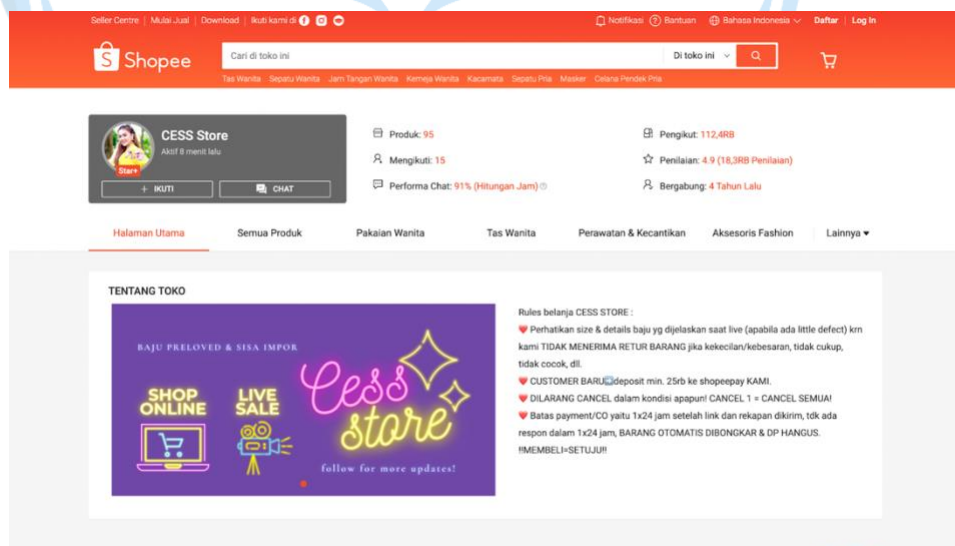 Seller Centre | Mulai Jual | Download | Ikuti kami di
Notifikasi Bantuan Bahasa Indonesia Daftar | Log In
Shopee
Cari di toko ini
Di toko ini
Tas Wanita Sepatu Wanita Jam Tangan Wanita Kemeja Wanita Kacamata Sepatu Pria Masker Celana Pendek Pria
CESS Store
Aktif 8 menit lalu
Star+
+ IKUTI
CHAT
Produk: 95
Mengikuti: 15
Performa Chat: 91% (Hitungan Jam)
Pengikut: 112,4RB
Penilaian: 4.9 (18,3RB Penilaian)
Bergabung: 4 Tahun Lalu
Halaman Utama Semua Produk Pakaian Wanita Tas Wanita Perawatan & Kecantikan Aksesoris Fashion Lainnya ▾
TENTANG TOKO
BAJU PRELOVED & SISA IMPOR
SHOP
ONLINE
LIVE
SALE
Cess
store
follow for more updates!
Rules belanja CESS STORE :
❤️ Perhatikan size & details baju yg dijelaskan saat live (apabila ada little defect) krn
kami TIDAK MENERIMA RETUR BARANG jika kekecilan/kebesaran, tidak cukup,
tidak cocok, dll.
❤️ CUSTOMER BARU➡️deposit min. 25rb ke shopeepay KAMI.
❤️ DILARANG CANCEL dalam kondisi apapun! CANCEL 1 = CANCEL SEMUA!
❤️ Batas payment/CO yaitu 1x24 jam setelah link dan rekapan dikirim, tdk ada
respon dalam 1x24 jam, BARANG OTOMATIS DIBONGKAR & DP HANGUS.
!!MEMBELI=SETUJU!!